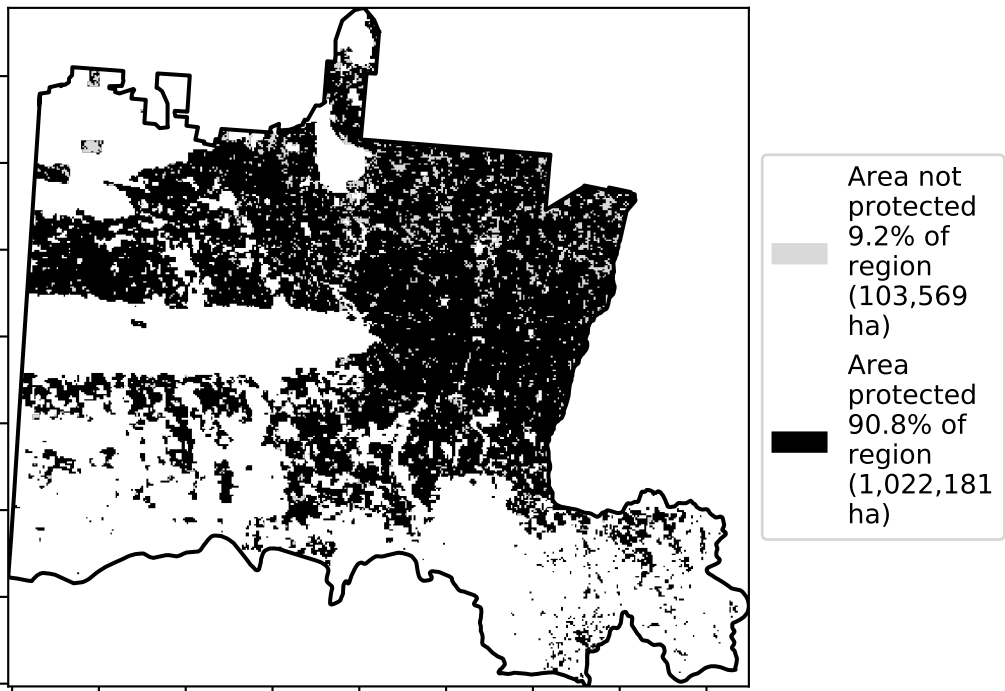 Area not
protected
9.2% of
region
(103,569
ha)
Area
protected
90.8% of
region
(1,022,181
ha)